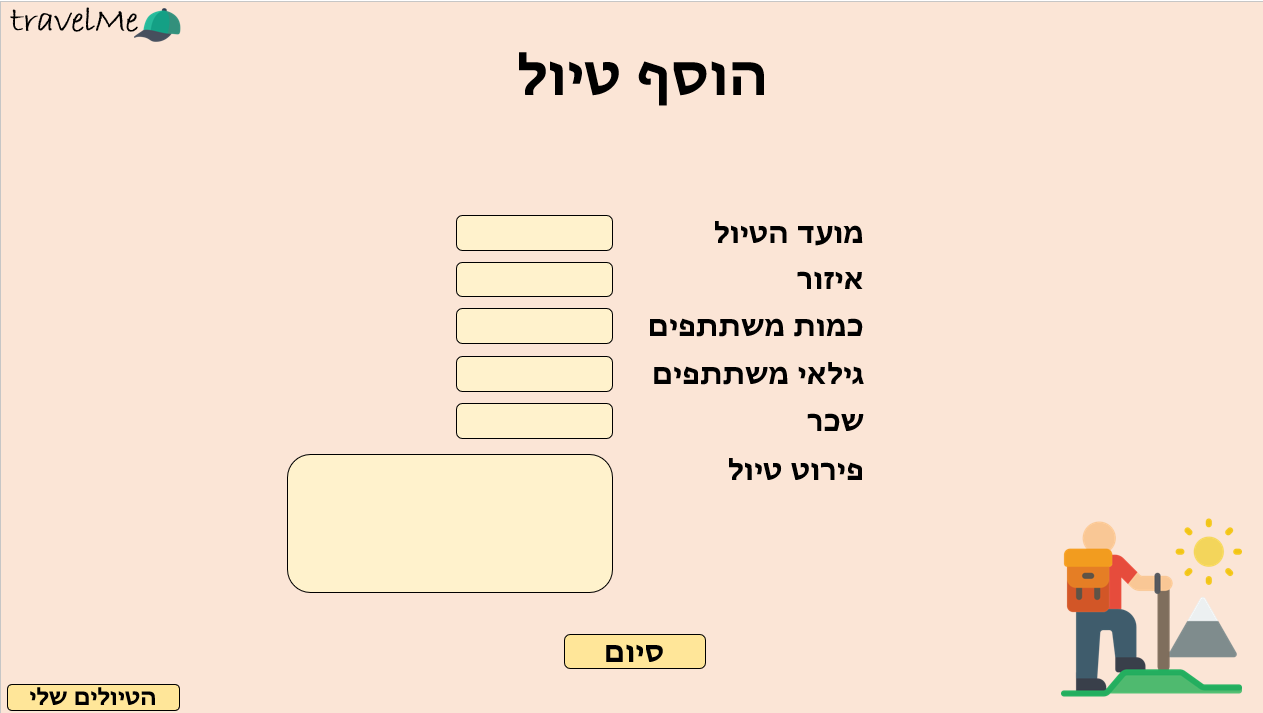 travelMe
הוסף טיול
מועד הטיול
איזור
כמות משתתפים
גילאי משתתפים
שכר
פירוט טיול
סיום
הטיולים שלי